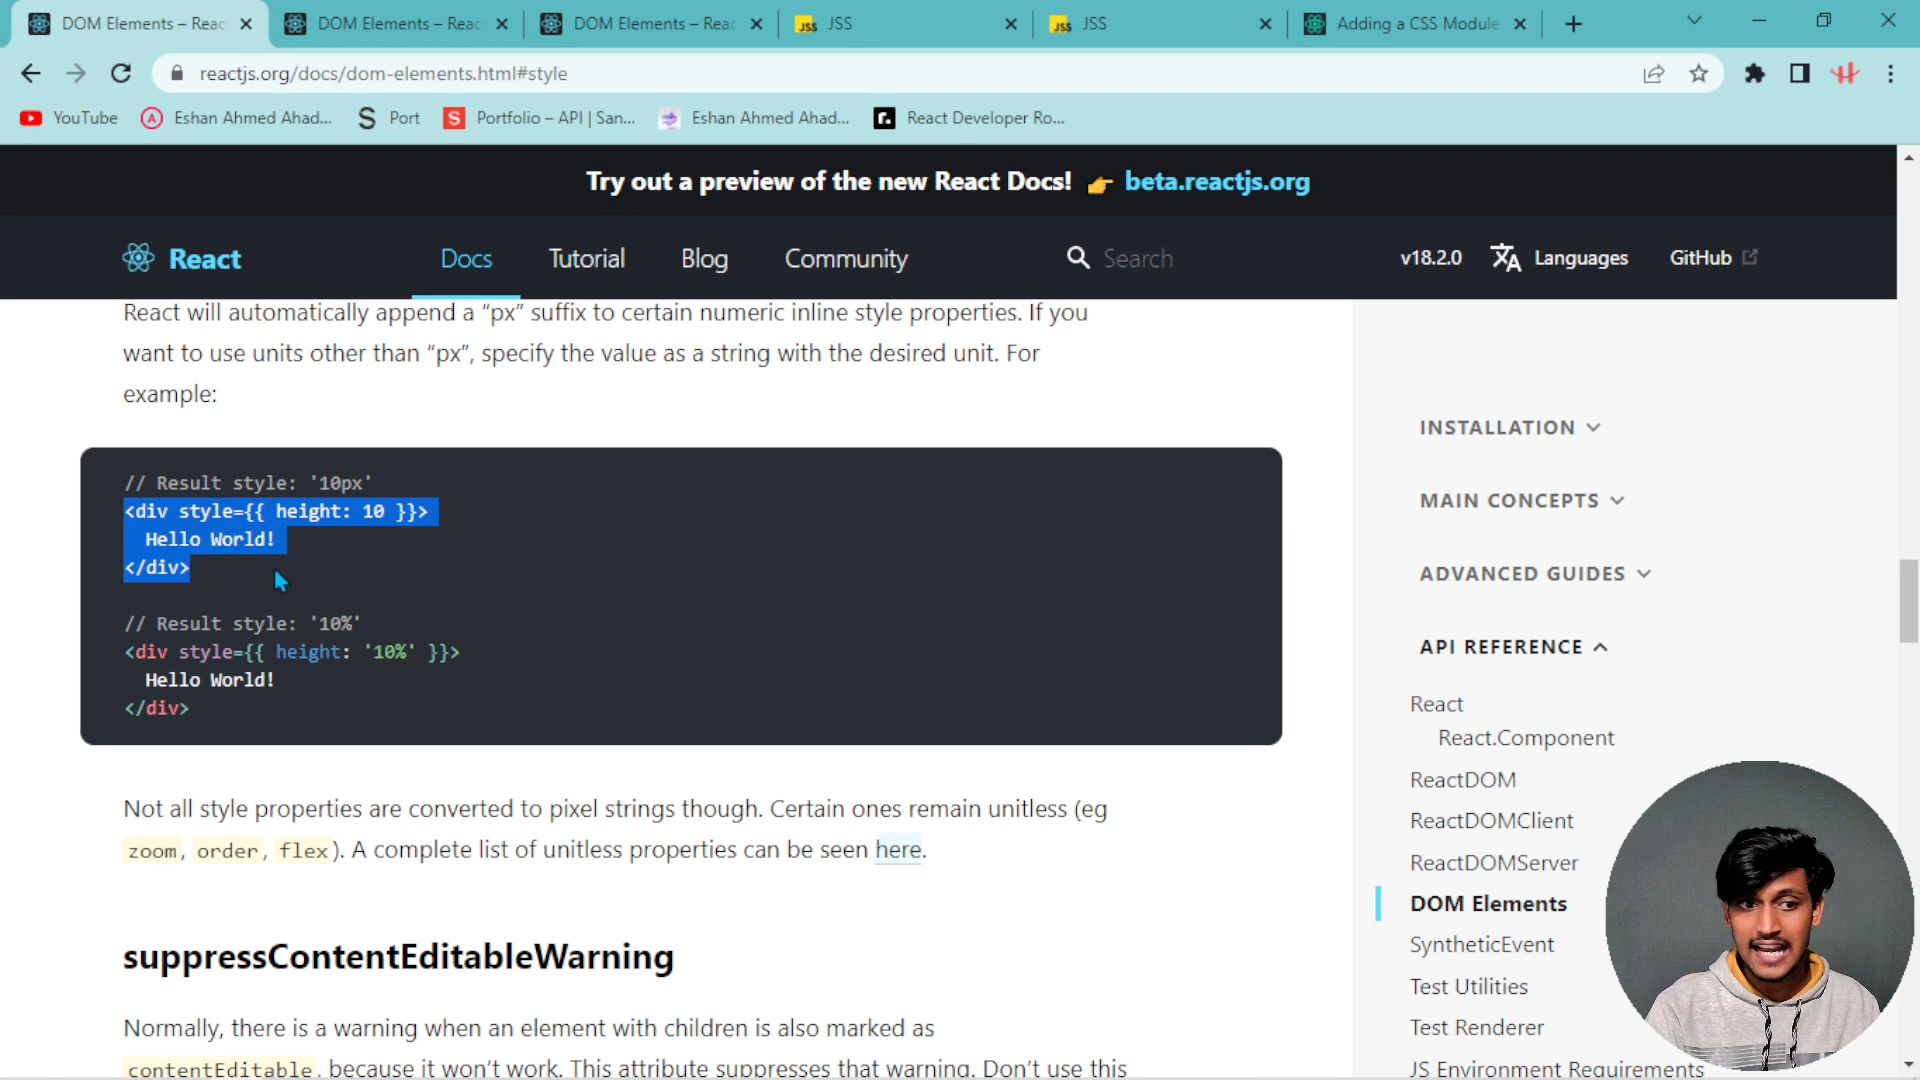 DOM Elements – Reac
DOM Elements – Reac
DOM Elements – Reac
JSS JSS
JSS JSS
Adding a CSS Module
reactjs.org/docs/dom-elements.html#style
YouTube
Eshan Ahmed Ahad...
Port
Portfolio – API | San...
Eshan Ahmed Ahad...
React Developer Ro...
Try out a preview of the new React Docs! 👉 beta.reactjs.org
React
Docs
Tutorial
Blog
Community
Search
v18.2.0
Languages
GitHub
React will automatically append a “px” suffix to certain numeric inline style properties. If you
want to use units other than “px”, specify the value as a string with the desired unit. For
example:
// Result style: '10px'
<div style={{ height: 10 }}>
Hello World!
</div>
// Result style: '10%'
<div style={{ height: '10%' }}>
Hello World!
</div>
Not all style properties are converted to pixel strings though. Certain ones remain unitless (eg
zoom, order, flex). A complete list of unitless properties can be seen here.
suppressContentEditableWarning
Normally, there is a warning when an element with children is also marked as
contentEditable, because it won’t work. This attribute suppresses that warning. Don’t use this
INSTALLATION
MAIN CONCEPTS
ADVANCED GUIDES
API REFERENCE
React
React.Component
ReactDOM
ReactDOMClient
ReactDOMServer
DOM Elements
SyntheticEvent
Test Utilities
Test Renderer
JS Environment Requirements